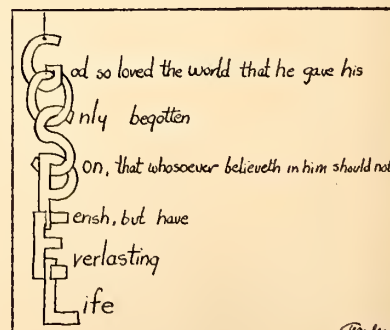 God so loved the world that he gave his
Only begotten
Son, that whosoever believeth in him should not
Perish, but have
Everlasting
Life